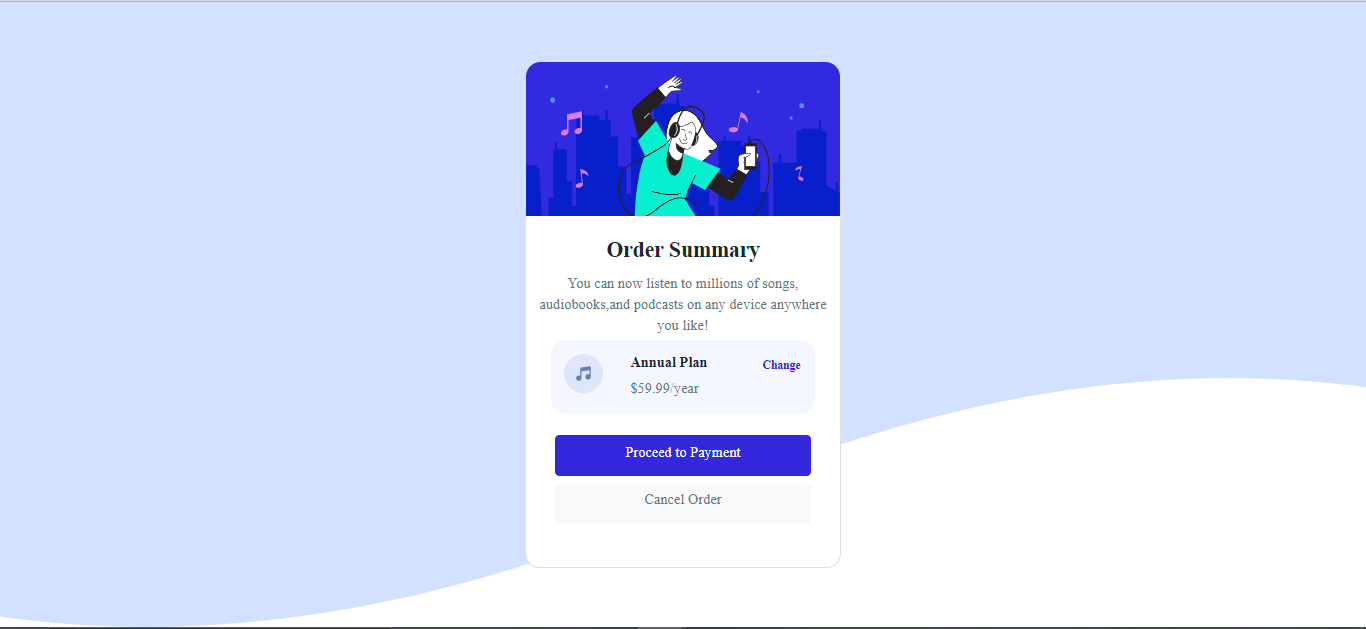 Order Summary
You can now listen to millions of songs,
audiobooks,and podcasts on any device anywhere
you like!
Annual Plan
Change
$59.99/year
Proceed to Payment
Cancel Order